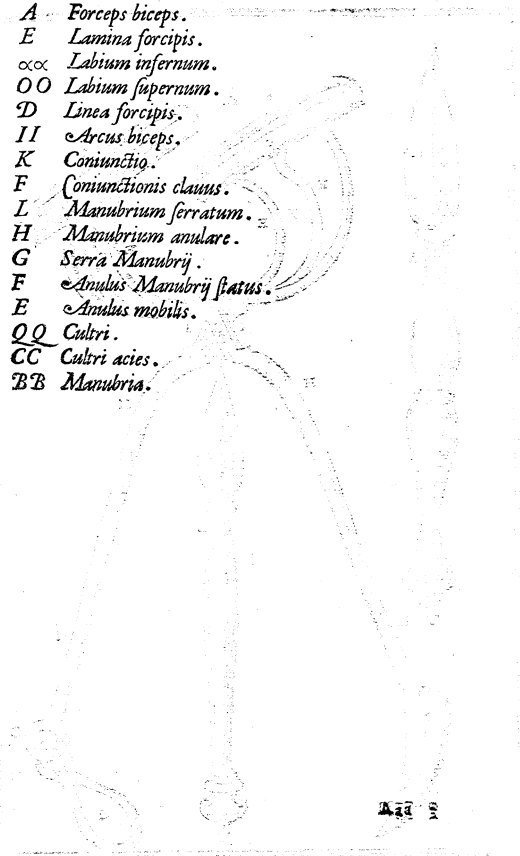 A Forceps biceps.
E Lamina forcipis.
∝∝ Labium infernum.
OO Labium ſupernum.
D Linea forcipis.
II Arcus biceps.
K Coniunctio.
F Coniunctionis clauus.
L Manubrium ſerratum.
H Manubrium anulare.
G Serra Manubrij.
F Anulus Manubrij ſtatus.
E Anulus mobilis.
QQ Cultri.
CC Cultri acies.
BB Manubria.